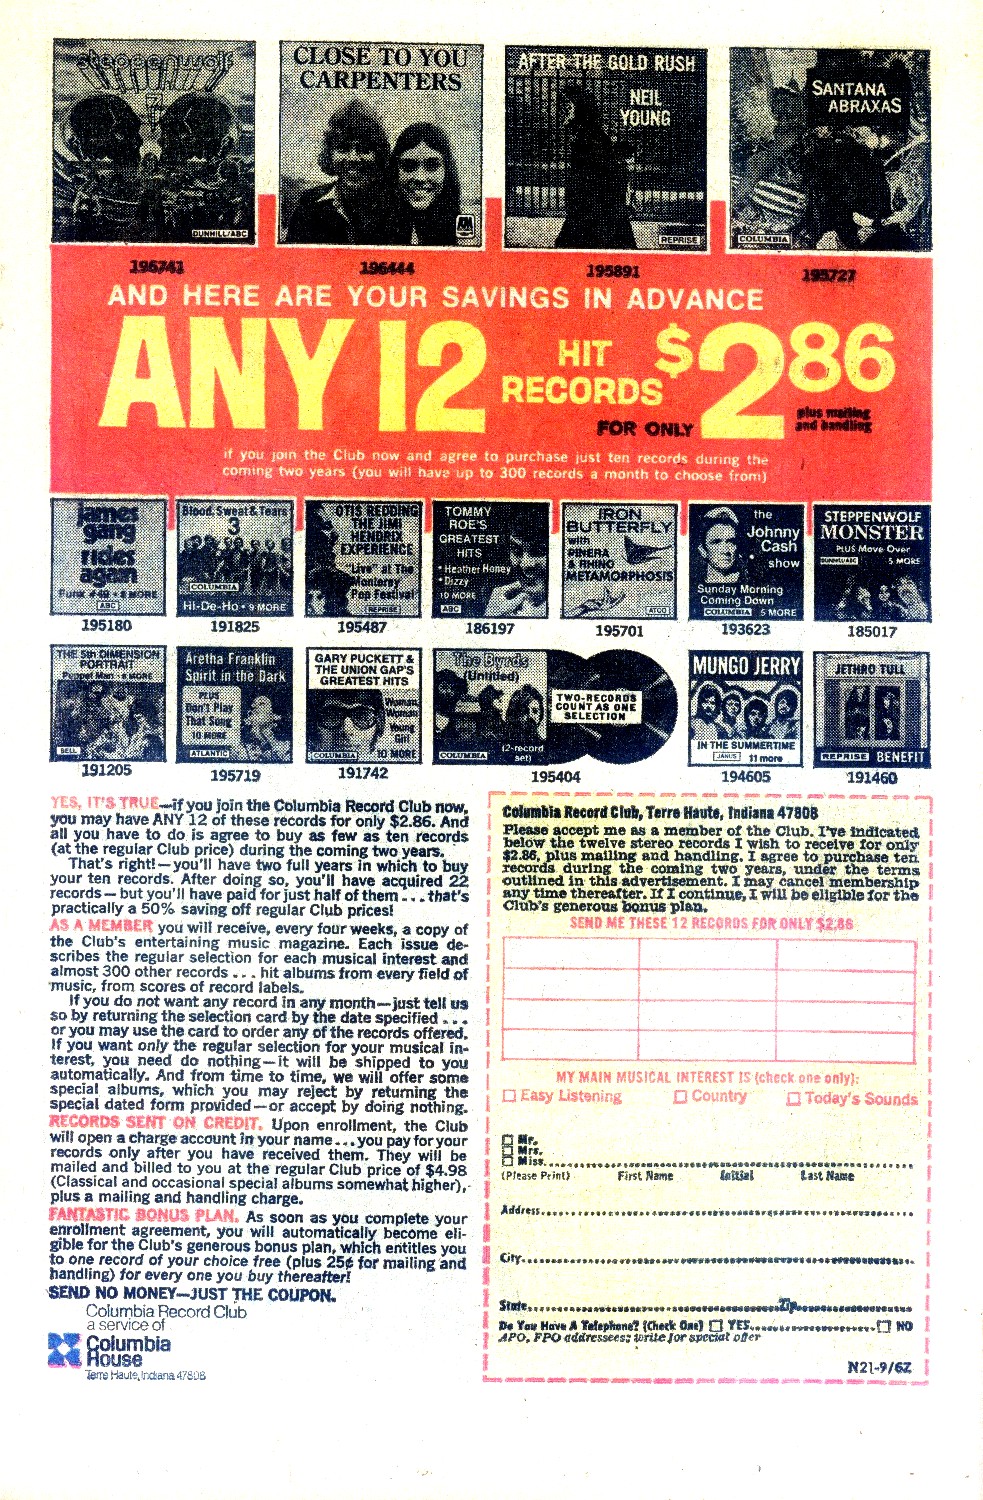 steppenwolf
DUNHILL/ABC
196741
CLOSE TO YOU
CARPENTERS
196444
AFTER THE GOLD RUSH
NEIL
YOUNG
REPRISE
195891
SANTANA
ABRAXAS
COLUMBIA
195727
AND HERE ARE YOUR SAVINGS IN ADVANCE
ANY 12 HIT RECORDS FOR ONLY $2.86
plus mailing
and handling
if you join the Club now and agree to purchase just ten records during the
coming two years (you will have up to 300 records a month to choose from)
james
gang
rides
again
Funk #49 • 8 MORE
ABC
195180
Blood, Sweat & Tears
3
COLUMBIA
Hi-De-Ho • 9 MORE
191825
OTIS REDDING
THE JIMI
HENDRIX
EXPERIENCE
"Live" at The
Monterey
Pop Festival
REPRISE
195487
TOMMY
ROE'S
GREATEST
HITS
• Heather Honey
• Dizzy
10 MORE
ABC
186197
IRON
BUTTERFLY
with
PINERA
& RHINO
METAMORPHOSIS
ATCO
195701
the
Johnny
Cash
show
Sunday Morning
Coming Down
COLUMBIA 5 MORE
193623
STEPPENWOLF
MONSTER
PLUS Move Over
DUNHILL/ABC 5 MORE
185017
THE 5th DIMENSION
PORTRAIT
Puppet Man • 8 MORE
BELL
191205
Aretha Franklin
Spirit in the Dark
PLUS
Don't Play
That Song
10 MORE
ATLANTIC
195719
GARY PUCKETT &
THE UNION GAP'S
GREATEST HITS
Woman,
Woman
Young
Girl
COLUMBIA 10 MORE
191742
The Byrds
(Untitled)
TWO-RECORDS
COUNT AS ONE
SELECTION
COLUMBIA
(2-record
set)
195404
MUNGO JERRY
IN THE SUMMERTIME
JANUS 11 more
194605
JETHRO TULL
REPRISE BENEFIT
191460
YES, IT'S TRUE—if you join the Columbia Record Club now,
you may have ANY 12 of these records for only $2.86. And
all you have to do is agree to buy as few as ten records
(at the regular Club price) during the coming two years.
That's right!—you'll have two full years in which to buy
your ten records. After doing so, you'll have acquired 22
records—but you'll have paid for just half of them...that's
practically a 50% saving off regular Club prices!
AS A MEMBER you will receive, every four weeks, a copy of
the Club's entertaining music magazine. Each issue de-
scribes the regular selection for each musical interest and
almost 300 other records...hit albums from every field of
music, from scores of record labels.
If you do not want any record in any month—just tell us
so by returning the selection card by the date specified...
or you may use the card to order any of the records offered.
If you want only the regular selection for your musical in-
terest, you need do nothing—it will be shipped to you
automatically. And from time to time, we will offer some
special albums, which you may reject by returning the
special dated form provided—or accept by doing nothing.
RECORDS SENT ON CREDIT. Upon enrollment, the Club
will open a charge account in your name...you pay for your
records only after you have received them. They will be
mailed and billed to you at the regular Club price of $4.98
(Classical and occasional special albums somewhat higher),
plus a mailing and handling charge.
FANTASTIC BONUS PLAN. As soon as you complete your
enrollment agreement, you will automatically become eli-
gible for the Club's generous bonus plan, which entitles you
to one record of your choice free (plus 25¢ for mailing and
handling) for every one you buy thereafter!
SEND NO MONEY—JUST THE COUPON.
Columbia Record Club
a service of
Columbia
House
Terre Haute, Indiana 47808
Columbia Record Club, Terre Haute, Indiana 47808
Please accept me as a member of the Club. I've indicated
below the twelve stereo records I wish to receive for only
$2.86, plus mailing and handling. I agree to purchase ten
records during the coming two years, under the terms
outlined in this advertisement. I may cancel membership
any time thereafter. If I continue, I will be eligible for the
Club's generous bonus plan.
SEND ME THESE 12 RECORDS FOR ONLY $2.86
MY MAIN MUSICAL INTEREST IS (check one only):
Easy Listening Country Today's Sounds
Mr.
Mrs.
Miss
(Please Print) First Name Initial Last Name
Address
City
State Zip
Do You Have A Telephone? (Check One) YES NO
APO, FPO addressees: write for special offer
N21-9/6Z